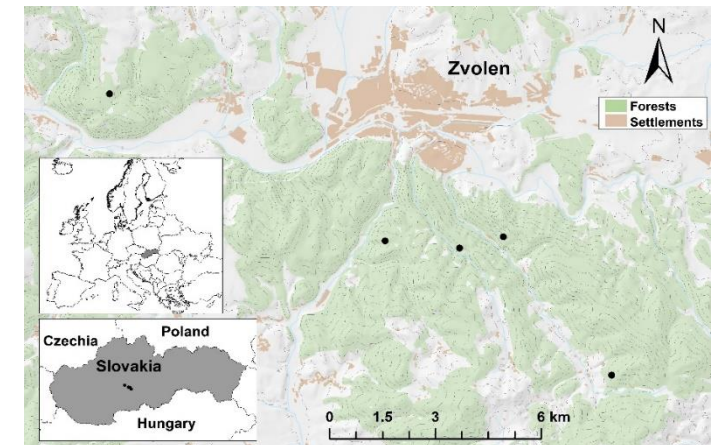 Zvolen
N
Forests
Settlements
Czechia
Poland
Slovakia
Hungary
0 1.5 3 6 km